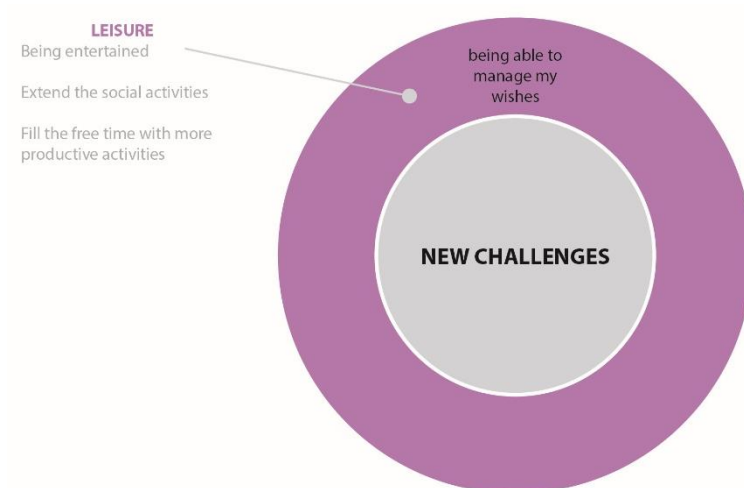 LEISURE
Being entertained
Extend the social activities
Fill the free time with more
productive activities
being able to
manage my
wishes
NEW CHALLENGES